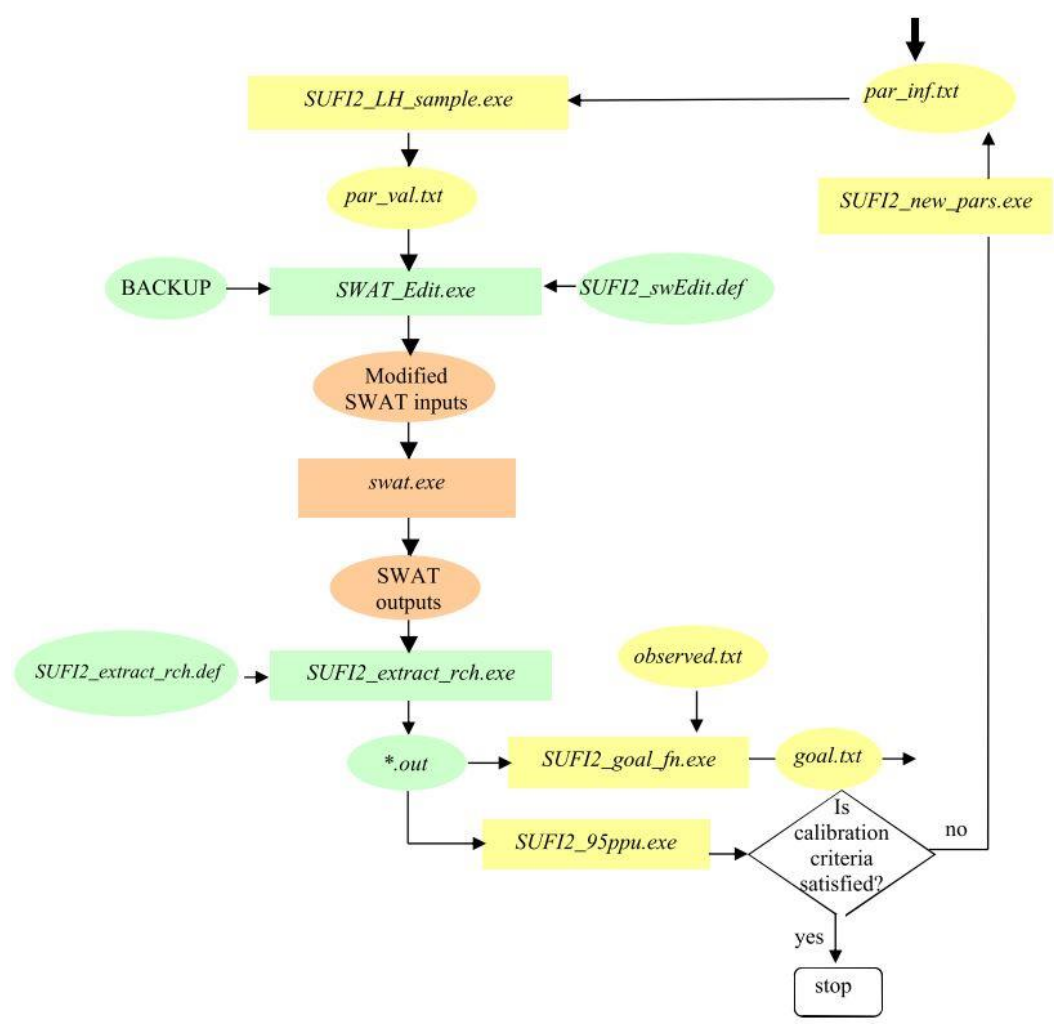 par_inf.txt
SUFI2_LH_sample.exe
par_val.txt
SUFI2_new_pars.exe
BACKUP
SWAT_Edit.exe
SUFI2_swEdit.def
Modified
SWAT inputs
swat.exe
SWAT
outputs
SUFI2_extract_rch.def
SUFI2_extract_rch.exe
observed.txt
*.out
SUFI2_goal_fn.exe
goal.txt
SUFI2_95ppu.exe
Is
calibration
criteria
satisfied?
no
yes
stop